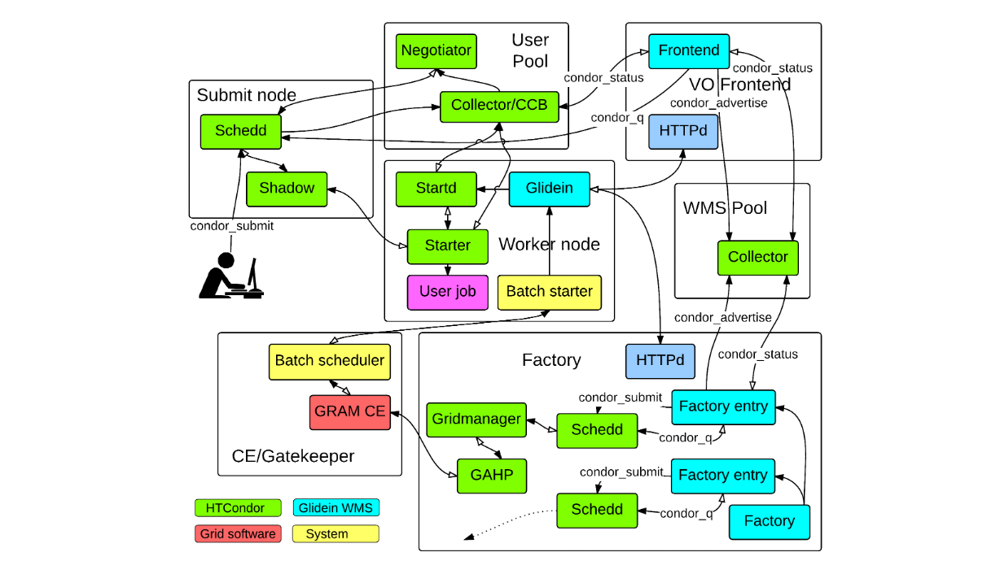 User
Pool
Negotiator
Frontend
condor_status
condor_status
VO Frontend
Submit node
Collector/CCB
condor_advertise
condor_q
Schedd
HTTPd
Shadow
Startd
Glidein
WMS Pool
condor_submit
Starter
Worker node
Collector
User job
Batch starter
condor_advertise
Batch scheduler
Factory
HTTPd
condor_status
GRAM CE
condor_submit
Factory entry
Gridmanager
Schedd
condor_q
CE/Gatekeeper
GAHP
condor_submit
Factory entry
HTCondor
Glidein WMS
Schedd
condor_q
Factory
Grid software
System